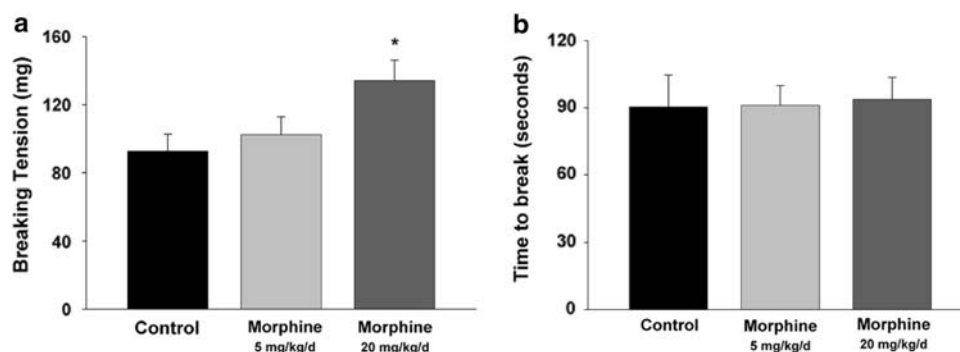 a
Breaking Tension (mg)
160
120
80
40
0
*
Control
Morphine
5 mg/kg/d
Morphine
20 mg/kg/d
b
Time to break (seconds)
120
90
60
30
0
Control
Morphine
5 mg/kg/d
Morphine
20 mg/kg/d